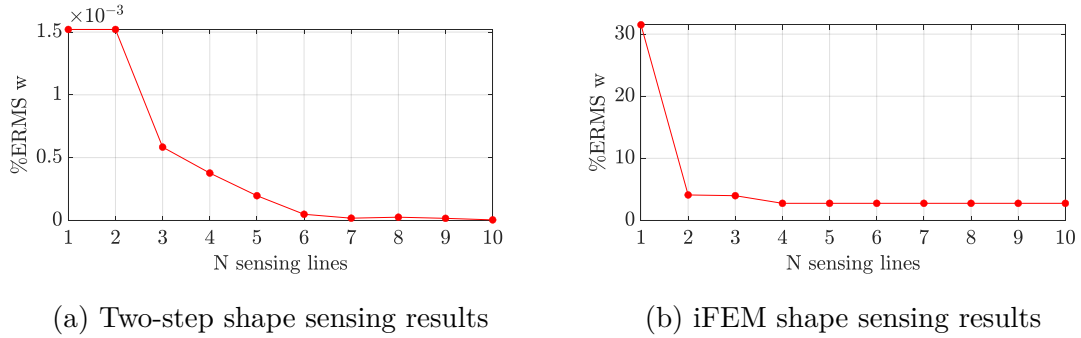 ×10⁻³
1.5
1
0.5
0
%ERMS w
1 2 3 4 5 6 7 8 9 10
N sensing lines
(a) Two-step shape sensing results
30
20
10
0
%ERMS w
1 2 3 4 5 6 7 8 9 10
N sensing lines
(b) iFEM shape sensing results